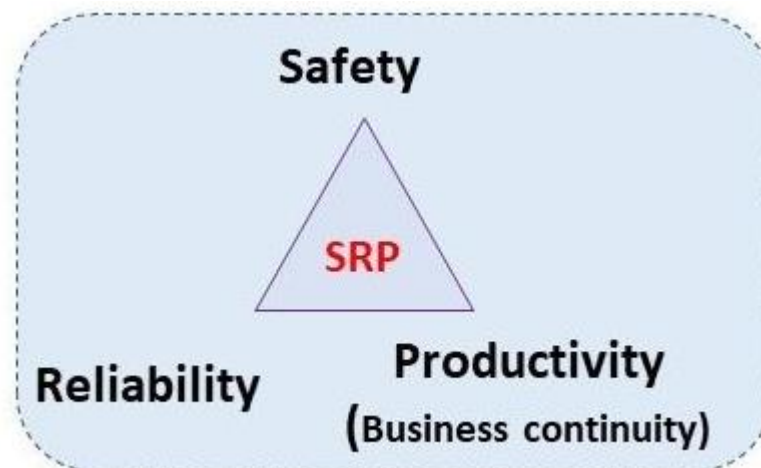 Safety
SRP
Reliability
Productivity
(Business continuity)